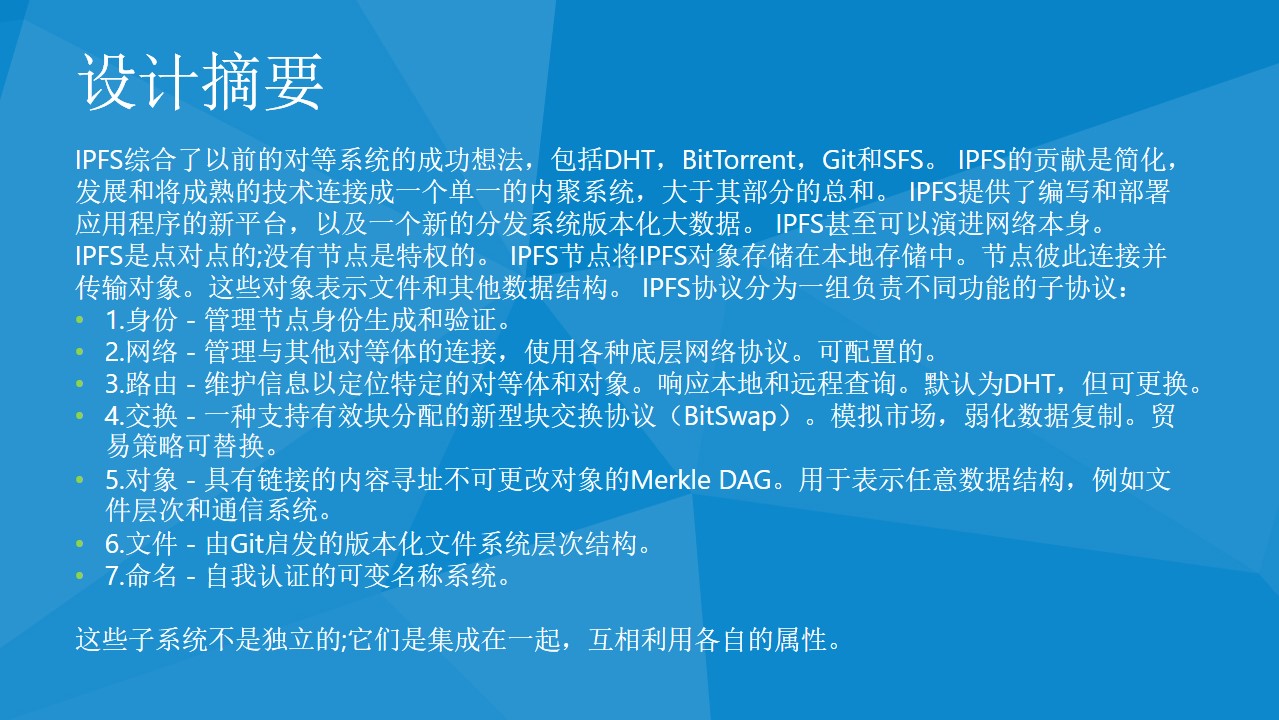 设计摘要
IPFS综合了以前的对等系统的成功想法，包括DHT，BitTorrent，Git和SFS。 IPFS的贡献是简化，
发展和将成熟的技术连接成一个单一的内聚系统，大于其部分的总和。 IPFS提供了编写和部署
应用程序的新平台，以及一个新的分发系统版本化大数据。 IPFS甚至可以演进网络本身。
IPFS是点对点的;没有节点是特权的。 IPFS节点将IPFS对象存储在本地存储中。节点彼此连接并
传输对象。这些对象表示文件和其他数据结构。 IPFS协议分为一组负责不同功能的子协议：
• 1.身份 - 管理节点身份生成和验证。
• 2.网络 - 管理与其他对等体的连接，使用各种底层网络协议。可配置的。
• 3.路由 - 维护信息以定位特定的对等体和对象。响应本地和远程查询。默认为DHT，但可更换。
• 4.交换 - 一种支持有效块分配的新型块交换协议（BitSwap）。模拟市场，弱化数据复制。贸
易策略可替换。
• 5.对象 - 具有链接的内容寻址不可更改对象的Merkle DAG。用于表示任意数据结构，例如文
件层次和通信系统。
• 6.文件 - 由Git启发的版本化文件系统层次结构。
• 7.命名 - 自我认证的可变名称系统。
这些子系统不是独立的;它们是集成在一起，互相利用各自的属性。